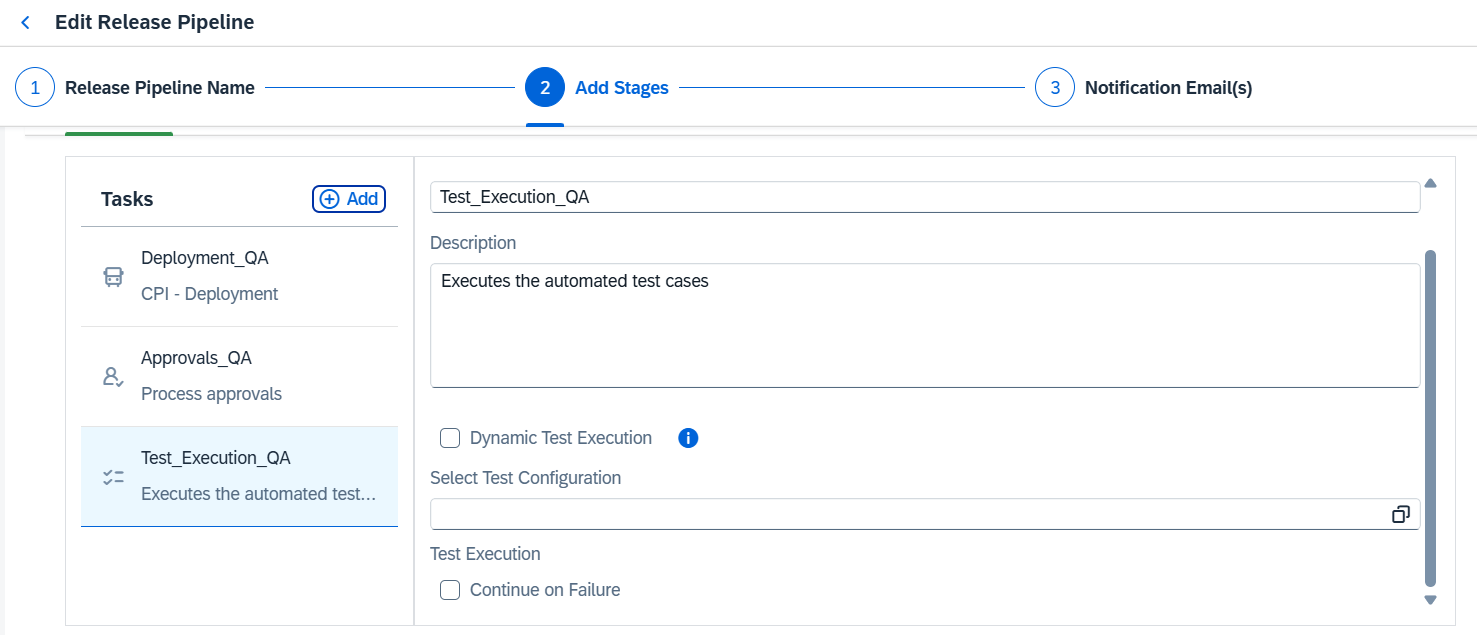 Edit Release Pipeline
1 Release Pipeline Name 2 Add Stages 3 Notification Email(s)
Tasks
Add
Deployment_QA
CPI - Deployment
Approvals_QA
Process approvals
Test_Execution_QA
Executes the automated test...
Test_Execution_QA
Description
Executes the automated test cases
Dynamic Test Execution
Select Test Configuration
Test Execution
Continue on Failure